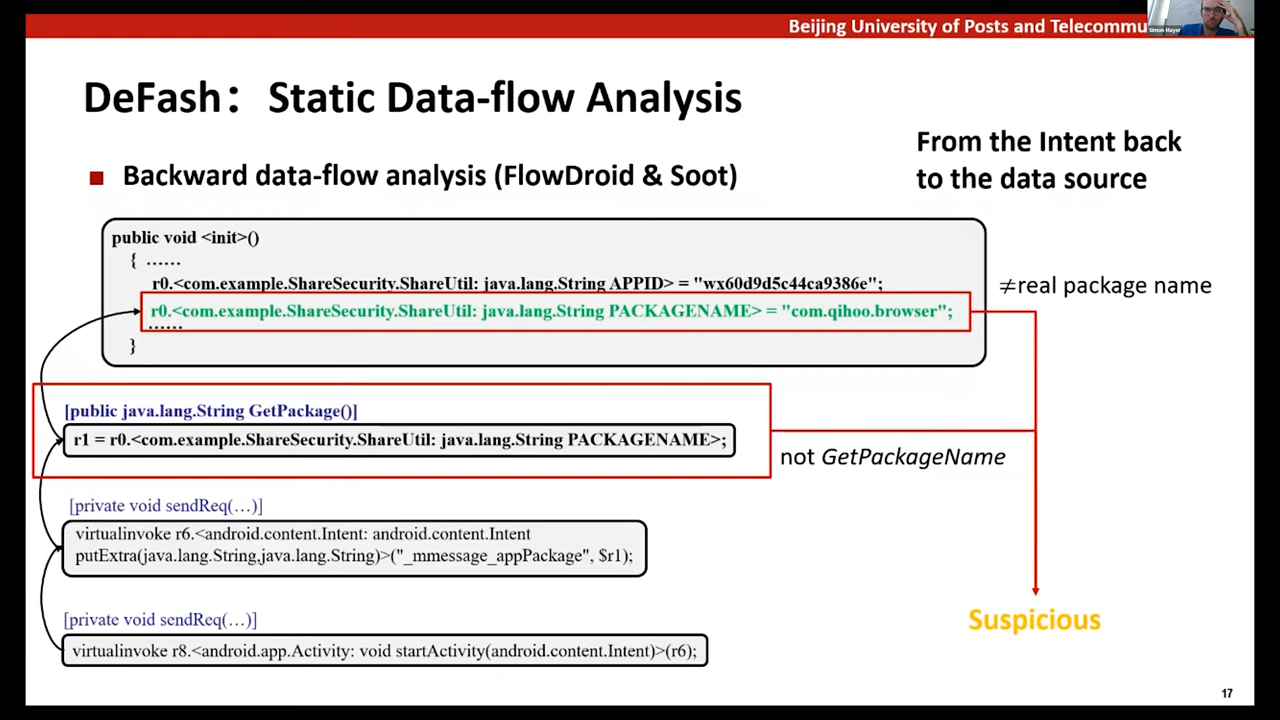 Beijing University of Posts and Telecommu
Simon Mayer
DeFash：Static Data-flow Analysis
From the Intent back
to the data source
Backward data-flow analysis (FlowDroid & Soot)
public void <init>()
{ ……
r0.<com.example.ShareSecurity.ShareUtil: java.lang.String APPID> = "wx60d9d5c44ca9386e";
r0.<com.example.ShareSecurity.ShareUtil: java.lang.String PACKAGENAME> = "com.qihoo.browser";
……
}
≠real package name
[public java.lang.String GetPackage()]
r1 = r0.<com.example.ShareSecurity.ShareUtil: java.lang.String PACKAGENAME>;
not GetPackageName
[private void sendReq(…)]
virtualinvoke r6.<android.content.Intent: android.content.Intent
putExtra(java.lang.String,java.lang.String)>("_mmessage_appPackage", $r1);
[private void sendReq(…)]
virtualinvoke r8.<android.app.Activity: void startActivity(android.content.Intent)>(r6);
Suspicious
17